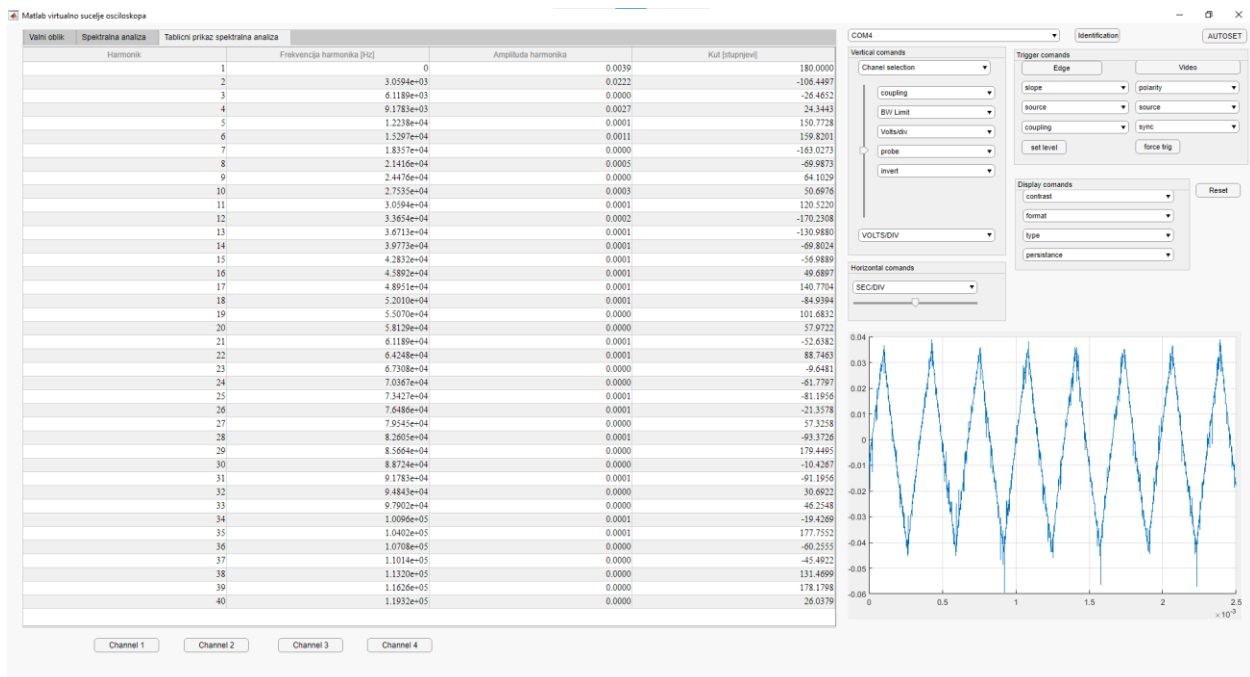 Matlab virtualno sucelje osciloskopa
Valni oblik Spektralna analiza Tablicni prikaz spektralna analiza
Harmonik Frekvencija harmonika [Hz] Amplituda harmonika Kut [stupnjevi]
1 0 0.0039 180.0000
2 3.0594e+03 0.0222 -106.4497
3 6.1189e+03 0.0000 -26.4652
4 9.1783e+03 0.0027 24.3443
5 1.2238e+04 0.0001 150.7728
6 1.5297e+04 0.0011 159.8201
7 1.8357e+04 0.0000 -163.0273
8 2.1416e+04 0.0005 -69.9873
9 2.4476e+04 0.0000 64.1029
10 2.7535e+04 0.0003 50.6976
11 3.0594e+04 0.0001 120.5220
12 3.3654e+04 0.0002 -170.2308
13 3.6713e+04 0.0001 -130.9880
14 3.9773e+04 0.0001 -69.8024
15 4.2832e+04 0.0001 -56.9889
16 4.5892e+04 0.0001 49.6897
17 4.8951e+04 0.0001 140.7704
18 5.2010e+04 0.0001 -84.9394
19 5.5070e+04 0.0000 101.6832
20 5.8129e+04 0.0000 57.9722
21 6.1189e+04 0.0001 -52.6382
22 6.4248e+04 0.0001 88.7463
23 6.7308e+04 0.0000 -9.6481
24 7.0367e+04 0.0000 -61.7797
25 7.3427e+04 0.0001 -81.1956
26 7.6486e+04 0.0001 -21.3578
27 7.9545e+04 0.0000 57.3258
28 8.2605e+04 0.0001 -93.3726
29 8.5664e+04 0.0000 179.4495
30 8.8724e+04 0.0000 -10.4267
31 9.1783e+04 0.0001 -91.1956
32 9.4843e+04 0.0000 30.6922
33 9.7902e+04 0.0000 46.2548
34 1.0096e+05 0.0001 -19.4269
35 1.0402e+05 0.0001 177.7552
36 1.0708e+05 0.0000 -60.2555
37 1.1014e+05 0.0000 -45.4922
38 1.1320e+05 0.0000 131.4699
39 1.1626e+05 0.0000 178.1798
40 1.1932e+05 0.0000 26.0379
Channel 1 Channel 2 Channel 3 Channel 4
COM4 Identification AUTOSET
Vertical comands
Chanel selection
coupling
BW Limit
Volts/div
probe
invert
VOLTS/DIV
Horizontal comands
SEC/DIV
Trigger comands
Edge Video
slope polarity
source source
coupling sync
set level force trig
Display comands
contrast
format
type
persistance
Reset
0.04
0.03
0.02
0.01
0
-0.01
-0.02
-0.03
-0.04
-0.05
-0.06
0 0.5 1 1.5 2 2.5
×10-3